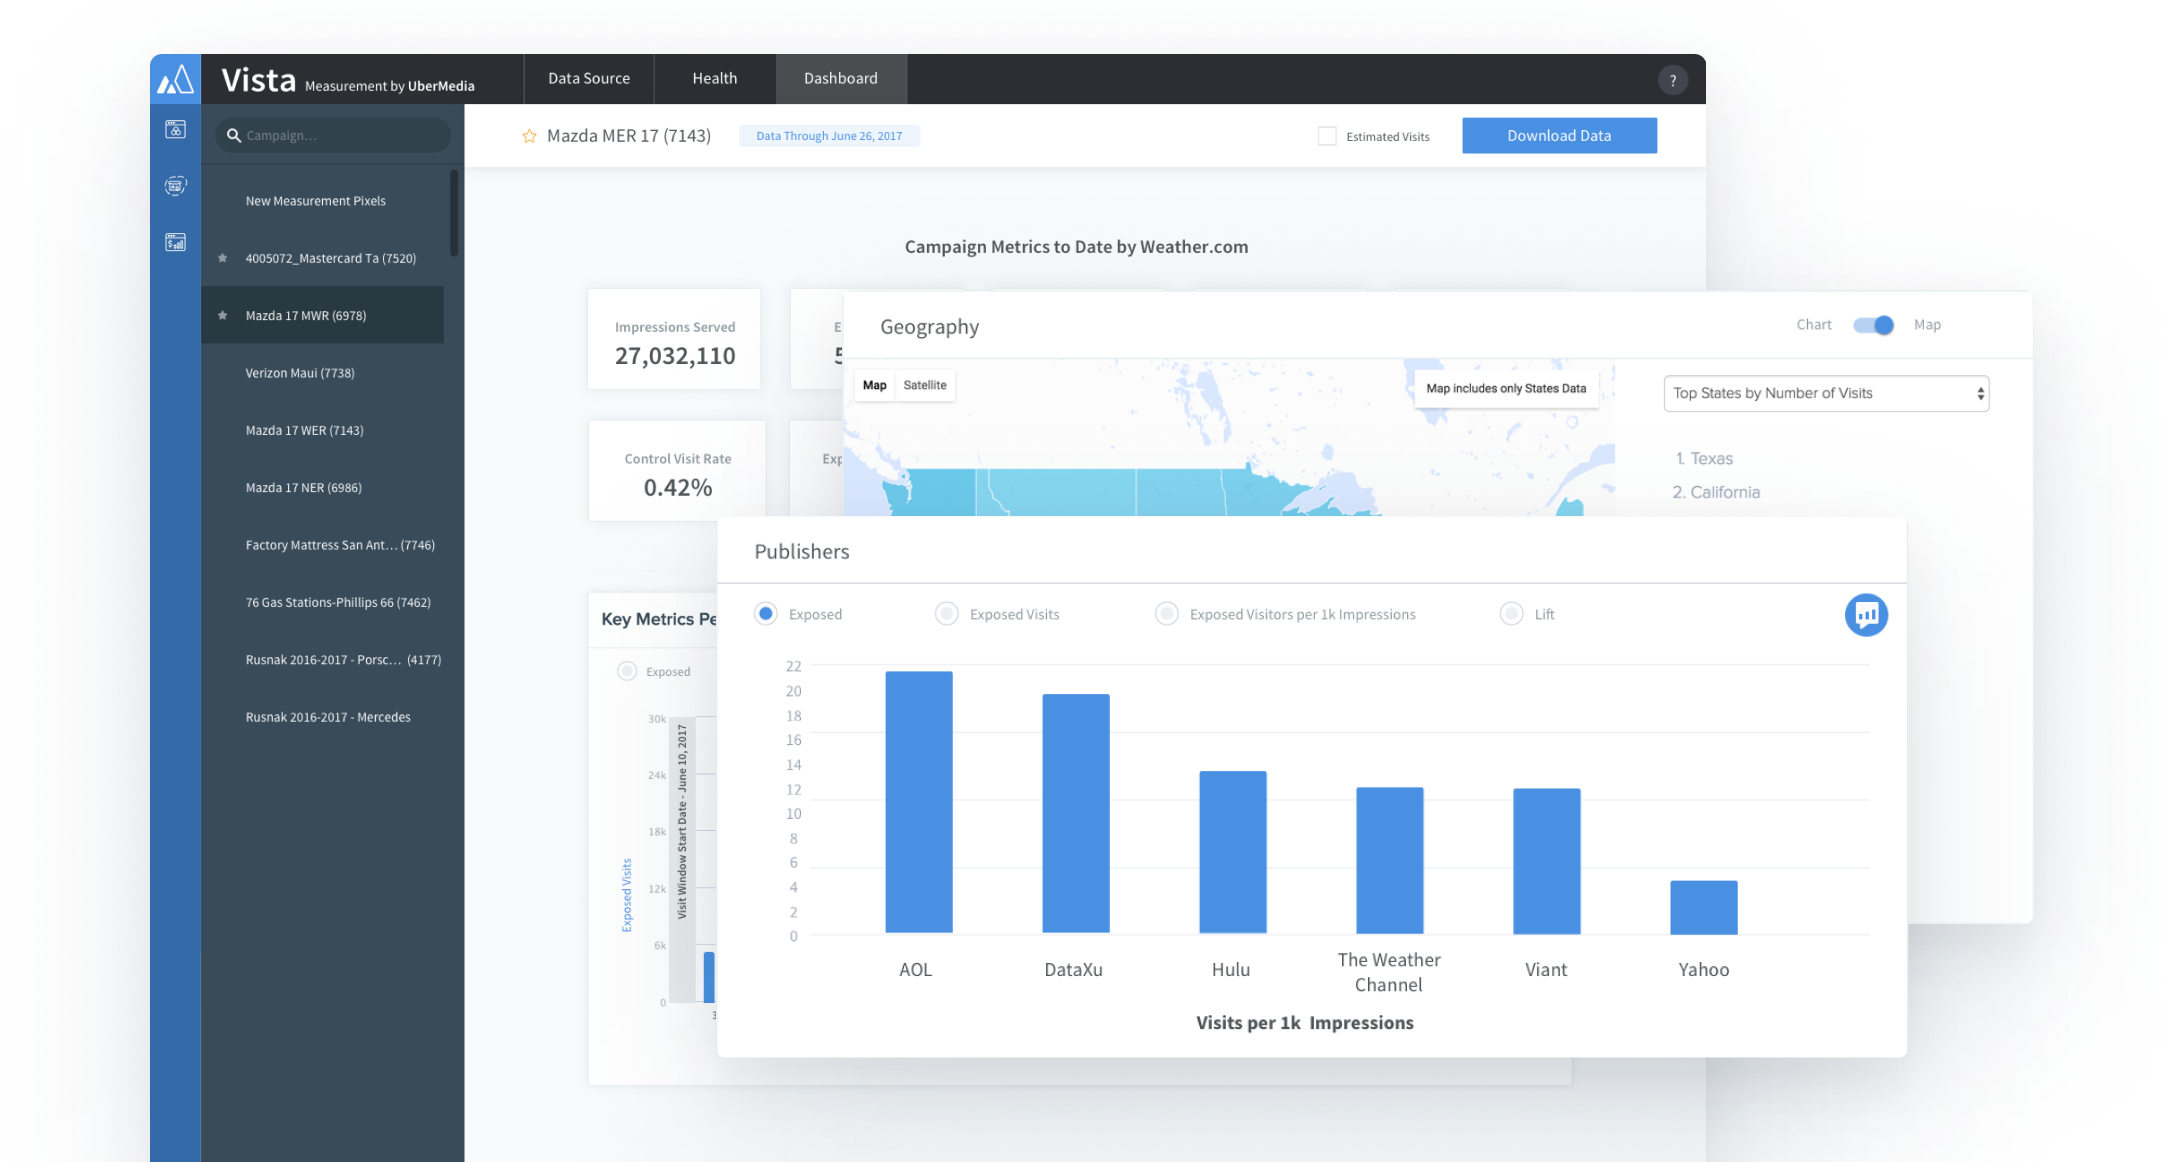 Vista Measurement by UberMedia
Data Source
Health
Dashboard
?
Campaign...
New Measurement Pixels
4005072_Mastercard Ta (7520)
Mazda 17 MWR (6978)
Verizon Maui (7738)
Mazda 17 WER (7143)
Mazda 17 NER (6986)
Factory Mattress San Ant... (7746)
76 Gas Stations-Phillips 66 (7462)
Rusnak 2016-2017 - Porsc... (4177)
Rusnak 2016-2017 - Mercedes
Mazda MER 17 (7143)
Data Through June 26, 2017
Estimated Visits
Download Data
Campaign Metrics to Date by Weather.com
Impressions Served
27,032,110
E
5
Control Visit Rate
0.42%
Exp
Geography
Chart
Map
Map
Satellite
Map includes only States Data
Top States by Number of Visits
1. Texas
2. California
Key Metrics Pe
Exposed
30k
24k
18k
12k
6k
0
Exposed Visits
Visit Window Start Date - June 10, 2017
3
Publishers
Exposed
Exposed Visits
Exposed Visitors per 1k Impressions
Lift
22
20
18
16
14
12
10
8
6
4
2
0
AOL
DataXu
Hulu
The Weather
Channel
Viant
Yahoo
Visits per 1k Impressions